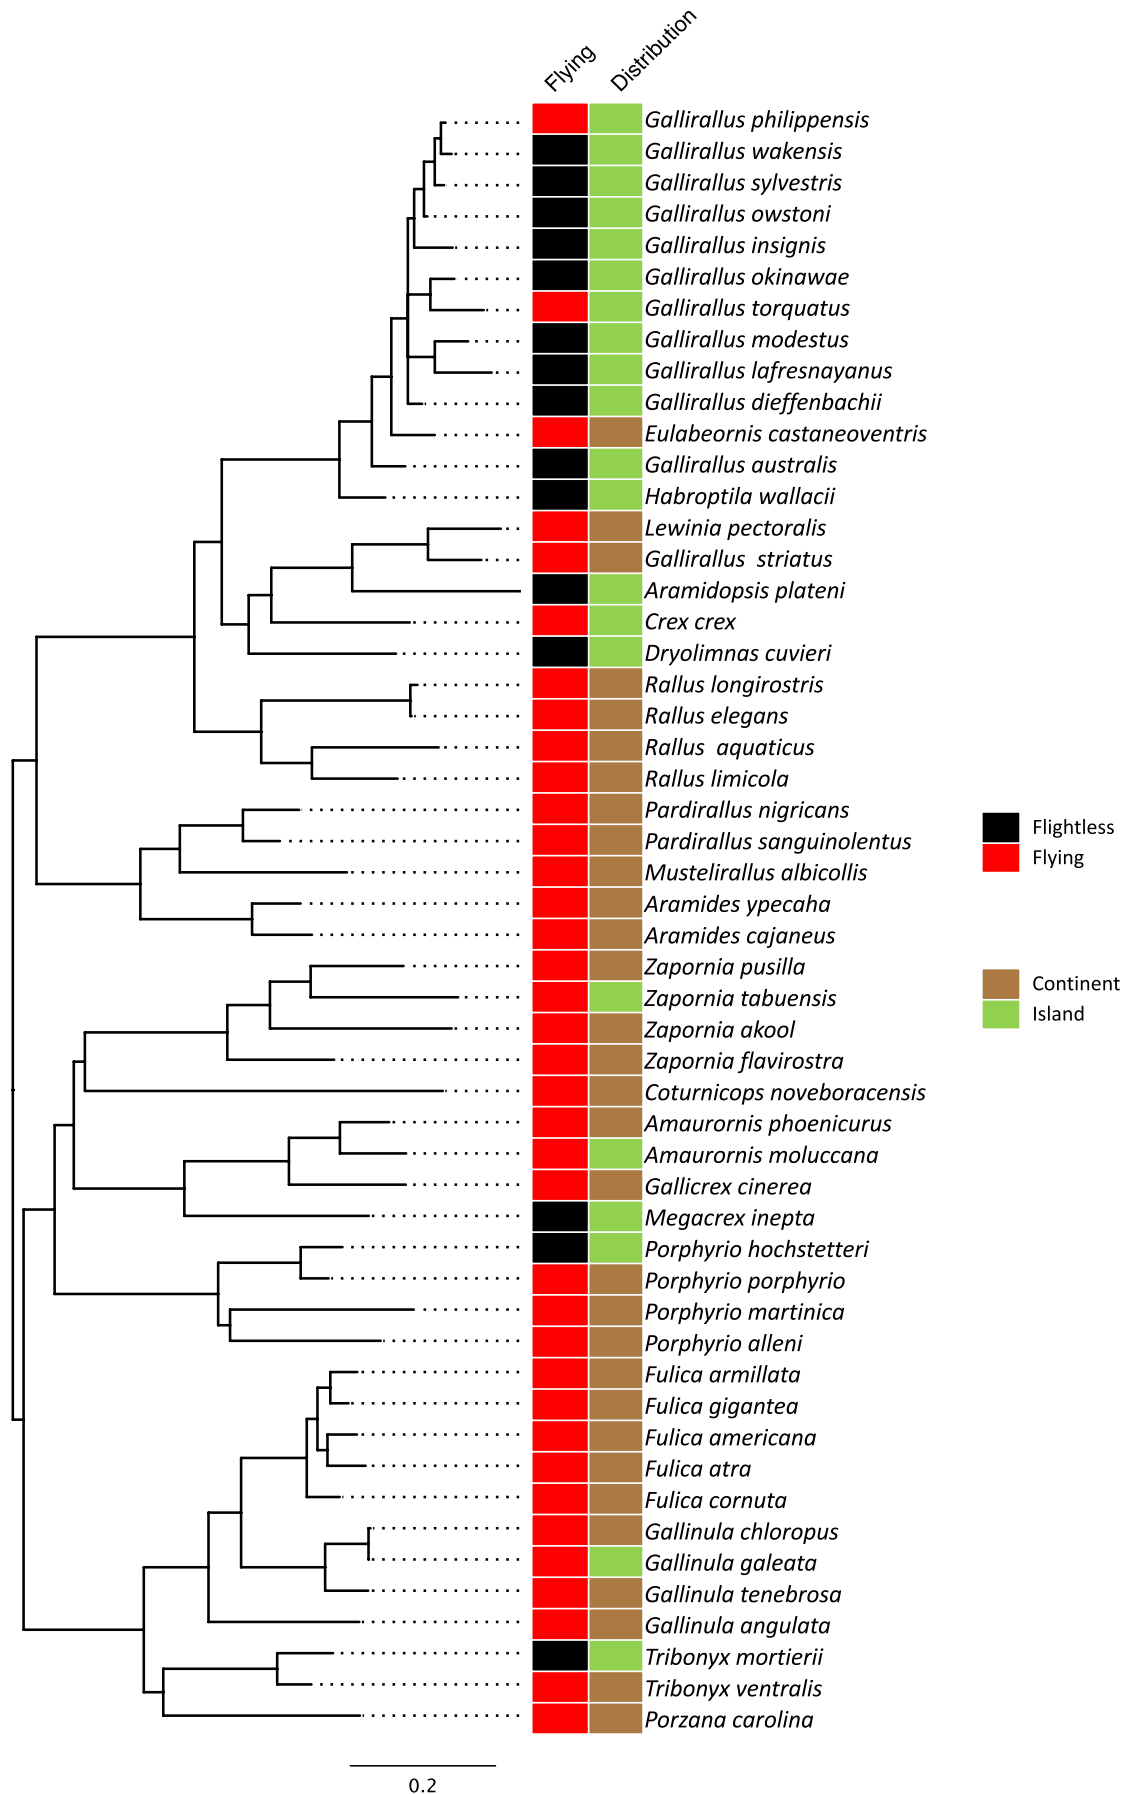 Flying
Distribution
Gallirallus philippensis
Gallirallus wakensis
Gallirallus sylvestris
Gallirallus owstoni
Gallirallus insignis
Gallirallus okinawae
Gallirallus torquatus
Gallirallus modestus
Gallirallus lafresnayanus
Gallirallus dieffenbachii
Eulabeornis castaneoventris
Gallirallus australis
Habroptila wallacii
Lewinia pectoralis
Gallirallus striatus
Aramidopsis plateni
Crex crex
Dryolimnas cuvieri
Rallus longirostris
Rallus elegans
Rallus aquaticus
Rallus limicola
Pardirallus nigricans
Pardirallus sanguinolentus
Mustelirallus albicollis
Aramides ypecaha
Aramides cajaneus
Zapornia pusilla
Zapornia tabuensis
Zapornia akool
Zapornia flavirostra
Coturnicops noveboracensis
Amaurornis phoenicurus
Amaurornis moluccana
Gallicrex cinerea
Megacrex inepta
Porphyrio hochstetteri
Porphyrio porphyrio
Porphyrio martinica
Porphyrio alleni
Fulica armillata
Fulica gigantea
Fulica americana
Fulica atra
Fulica cornuta
Gallinula chloropus
Gallinula galeata
Gallinula tenebrosa
Gallinula angulata
Tribonyx mortierii
Tribonyx ventralis
Porzana carolina
Flightless
Flying
Continent
Island
0.2